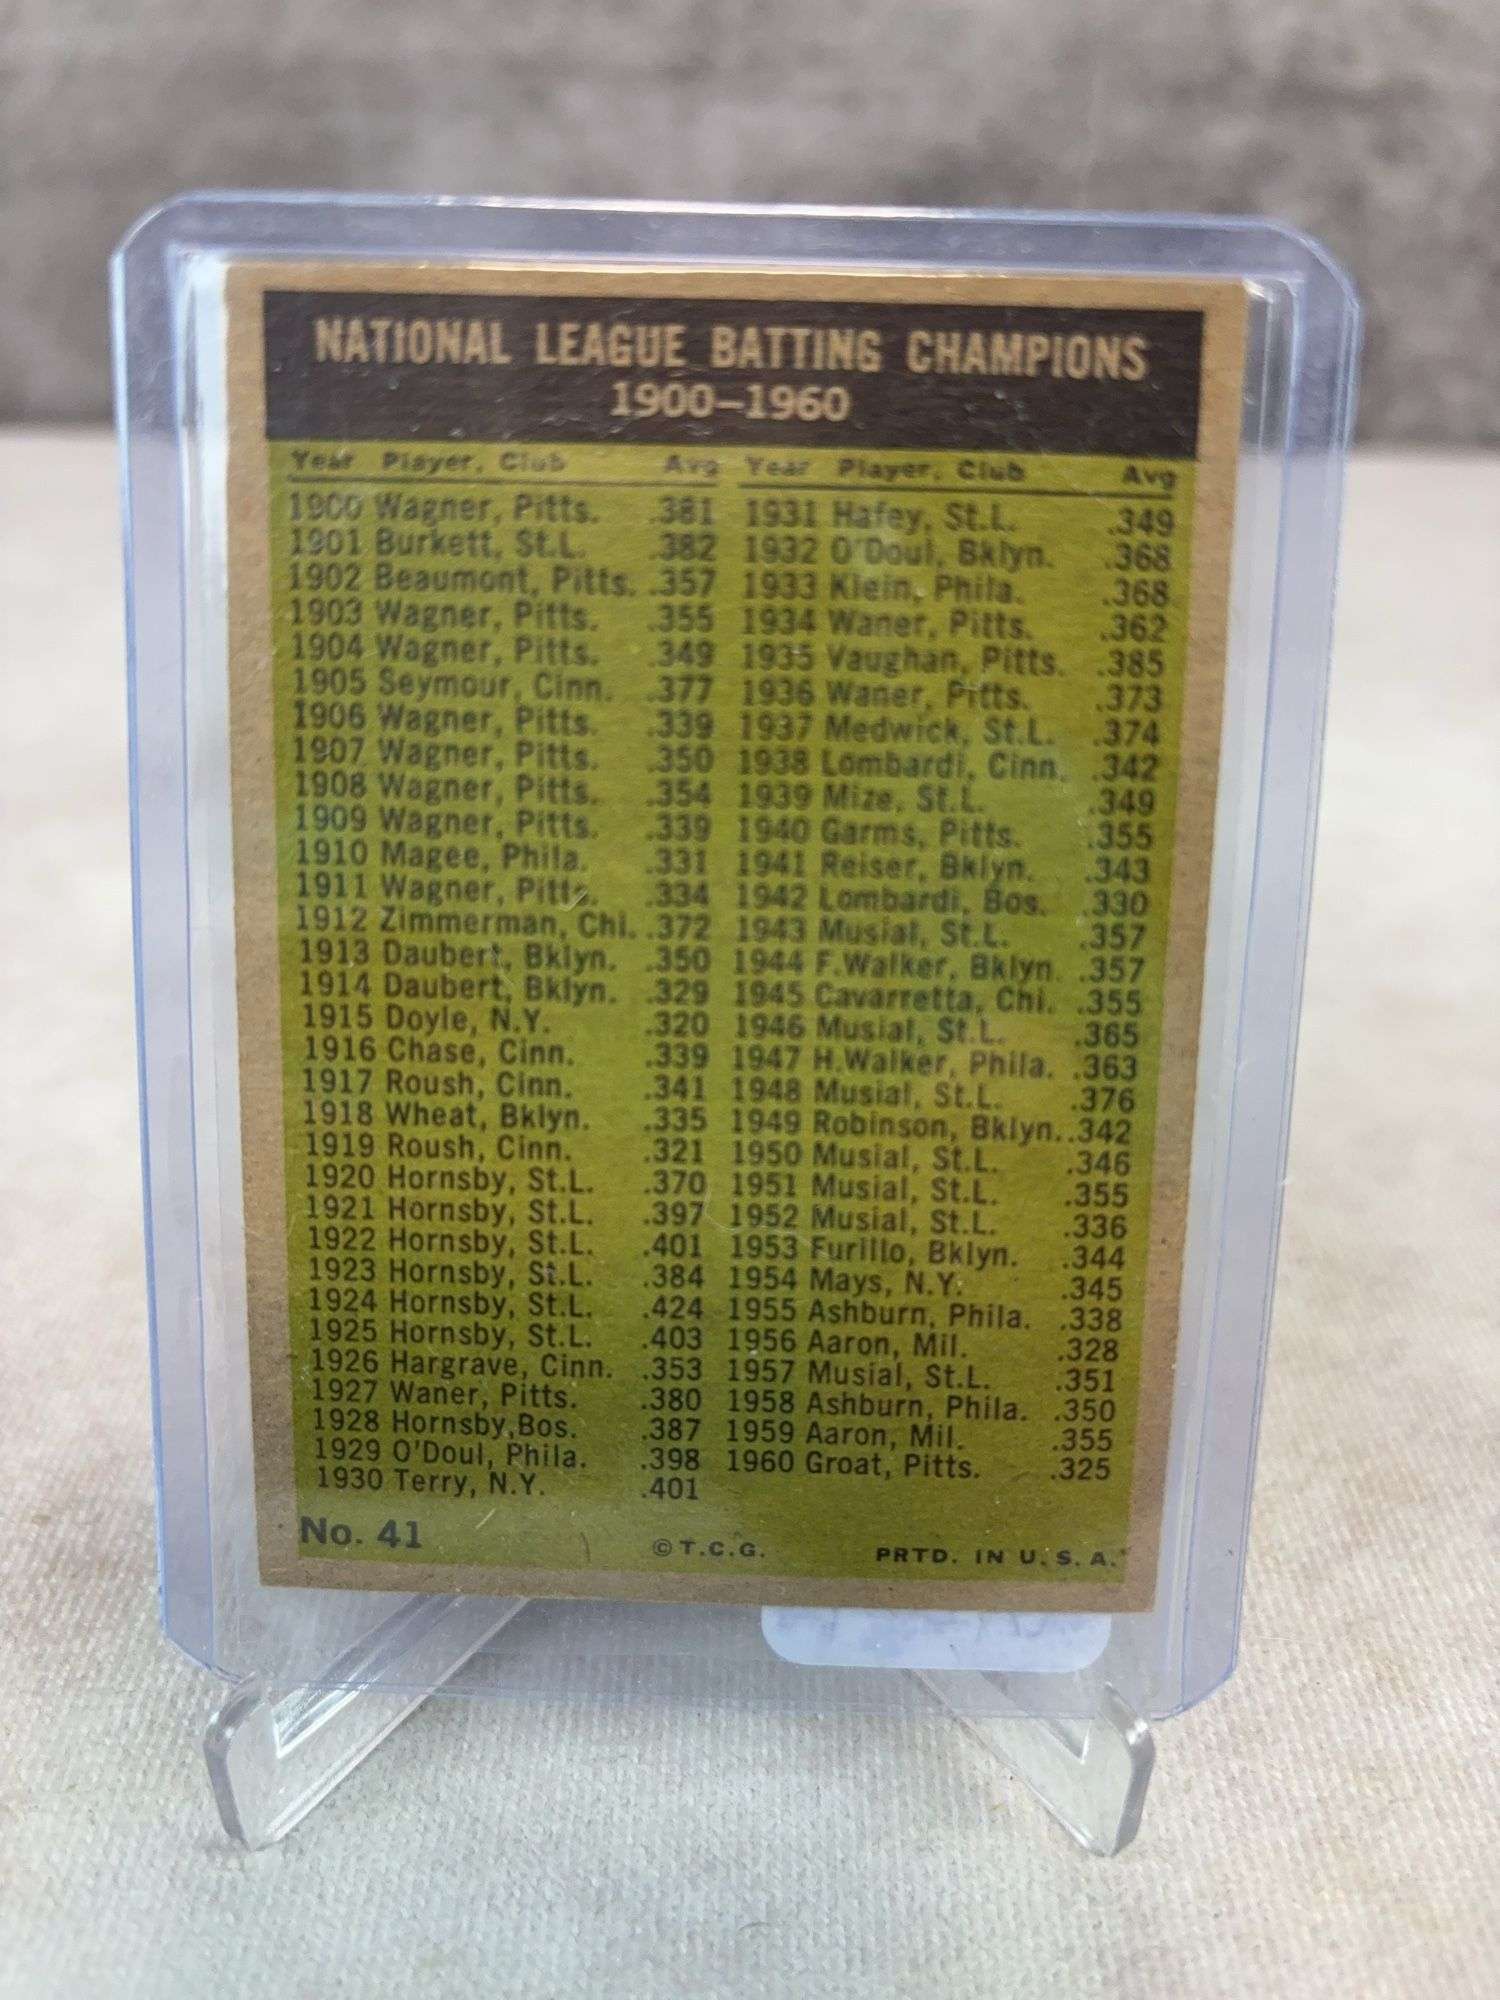 NATIONAL LEAGUE BATTING CHAMPIONS
1900-1960
Year Player, Club Avg
1900 Wagner, Pitts. .381
1901 Burkett, St.L. .382
1902 Beaumont, Pitts. .357
1903 Wagner, Pitts. .355
1904 Wagner, Pitts. .349
1905 Seymour, Cinn. .377
1906 Wagner, Pitts. .339
1907 Wagner, Pitts. .350
1908 Wagner, Pitts. .354
1909 Wagner, Pitts. .339
1910 Magee, Phila. .331
1911 Wagner, Pitts. .334
1912 Zimmerman, Chi. .372
1913 Daubert, Bklyn. .350
1914 Daubert, Bklyn. .329
1915 Doyle, N.Y. .320
1916 Chase, Cinn. .339
1917 Roush, Cinn. .341
1918 Wheat, Bklyn. .335
1919 Roush, Cinn. .321
1920 Hornsby, St.L. .370
1921 Hornsby, St.L. .397
1922 Hornsby, St.L. .401
1923 Hornsby, St.L. .384
1924 Hornsby, St.L. .424
1925 Hornsby, St.L. .403
1926 Hargrave, Cinn. .353
1927 Waner, Pitts. .380
1928 Hornsby,Bos. .387
1929 O'Doul, Phila. .398
1930 Terry, N.Y. .401
Year Player, Club Avg
1931 Hafey, St.L. .349
1932 O'Doul, Bklyn. .368
1933 Klein, Phila. .368
1934 Waner, Pitts. .362
1935 Vaughan, Pitts. .385
1936 Waner, Pitts. .373
1937 Medwick, St.L. .374
1938 Lombardi, Cinn. .342
1939 Mize, St.L. .349
1940 Garms, Pitts. .355
1941 Reiser, Bklyn. .343
1942 Lombardi, Bos. .330
1943 Musial, St.L. .357
1944 F.Walker, Bklyn. .357
1945 Cavarretta, Chi. .355
1946 Musial, St.L. .365
1947 H.Walker, Phila. .363
1948 Musial, St.L. .376
1949 Robinson, Bklyn. .342
1950 Musial, St.L. .346
1951 Musial, St.L. .355
1952 Musial, St.L. .336
1953 Furillo, Bklyn. .344
1954 Mays, N.Y. .345
1955 Ashburn, Phila. .338
1956 Aaron, Mil. .328
1957 Musial, St.L. .351
1958 Ashburn, Phila. .350
1959 Aaron, Mil. .355
1960 Groat, Pitts. .325
No. 41 © T.C.G. PRTD. IN U.S.A.